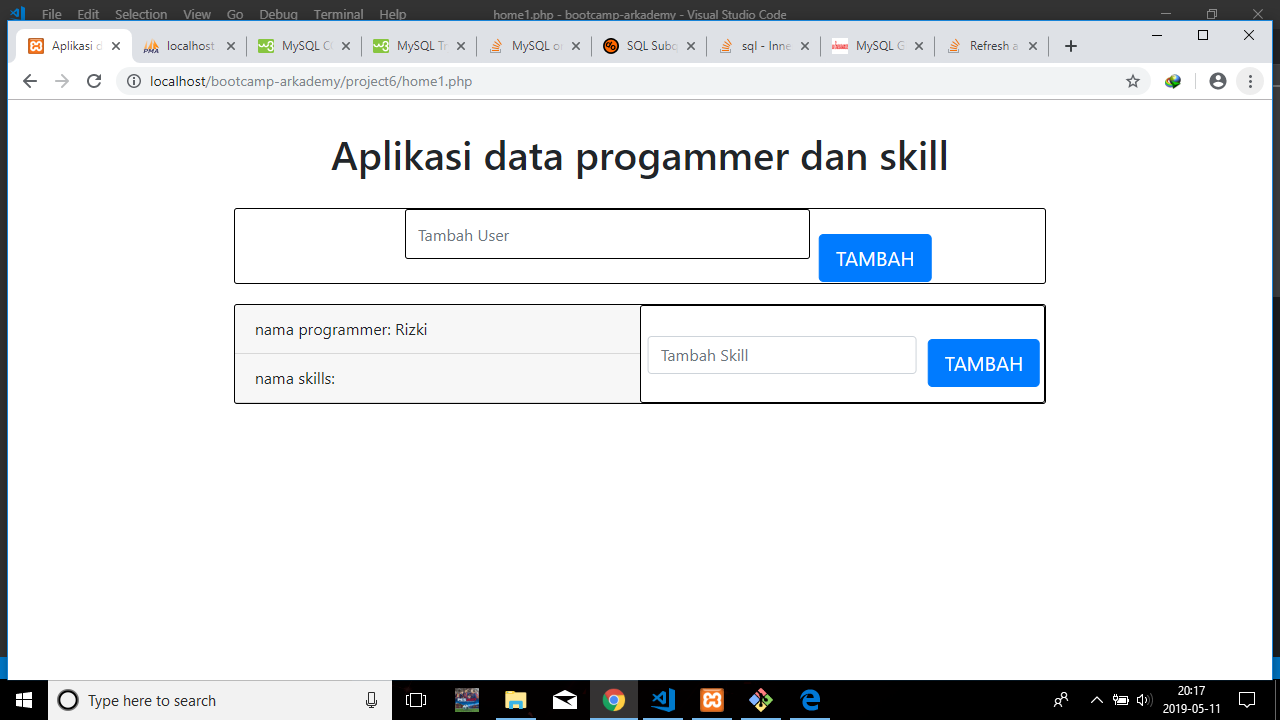 File Edit Selection View Go Debug Terminal Help home1.php - bootcamp-arkademy - Visual Studio Code
Aplikasi d localhost MySQL C MySQL Tr MySQL o SQL Subq sql - Inne MySQL G Refresh a
localhost/bootcamp-arkademy/project6/home1.php
Aplikasi data progammer dan skill
Tambah User
TAMBAH
nama programmer: Rizki
nama skills:
Tambah Skill
TAMBAH
Type here to search
20:17
2019-05-11